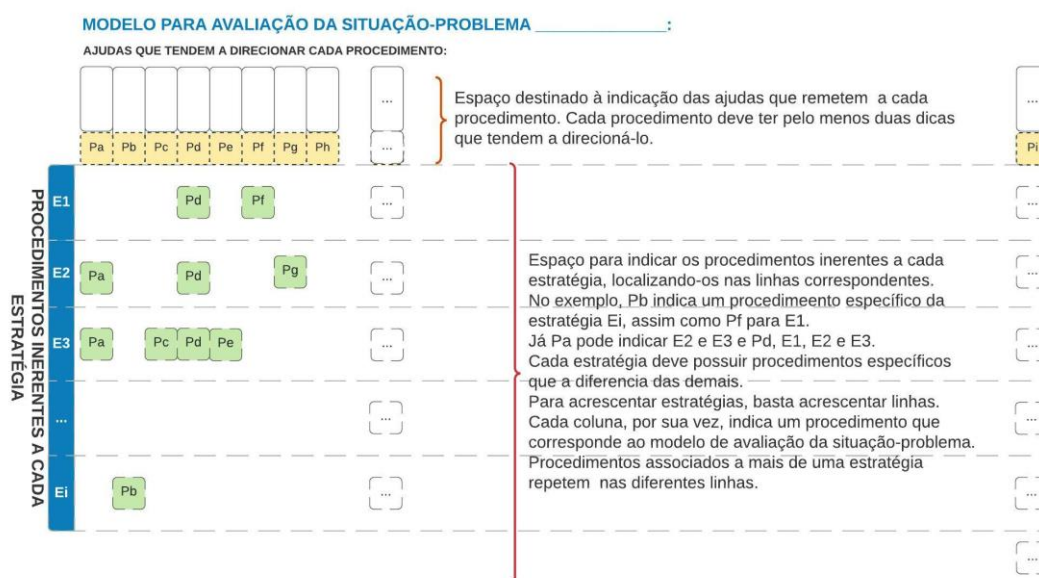 MODELO PARA AVALIAÇÃO DA SITUAÇÃO-PROBLEMA _______________:
AJUDAS QUE TENDEM A DIRECIONAR CADA PROCEDIMENTO:
... ...
Espaço destinado à indicação das ajudas que remetem a cada
procedimento. Cada procedimento deve ter pelo menos duas dicas
que tendem a direcioná-lo.
Pa Pb Pc Pd Pe Pf Pg Ph ... Pi
PROCEDIMENTOS INERENTES A CADA
ESTRATÉGIA
E1 Pd Pf ... ...
E2 Pa Pd Pg ... ...
E3 Pa Pc Pd Pe ... ...
... ... ...
Ei Pb ... ...
...
Espaço para indicar os procedimentos inerentes a cada
estratégia, localizando-os nas linhas correspondentes.
No exemplo, Pb indica um procedimeento específico da
estratégia Ei, assim como Pf para E1.
Já Pa pode indicar E2 e E3 e Pd, E1, E2 e E3.
Cada estratégia deve possuir procedimentos específicos
que a diferencia das demais.
Para acrescentar estratégias, basta acrescentar linhas.
Cada coluna, por sua vez, indica um procedimento que
corresponde ao modelo de avaliação da situação-problema.
Procedimentos associados a mais de uma estratégia
repetem nas diferentes linhas.